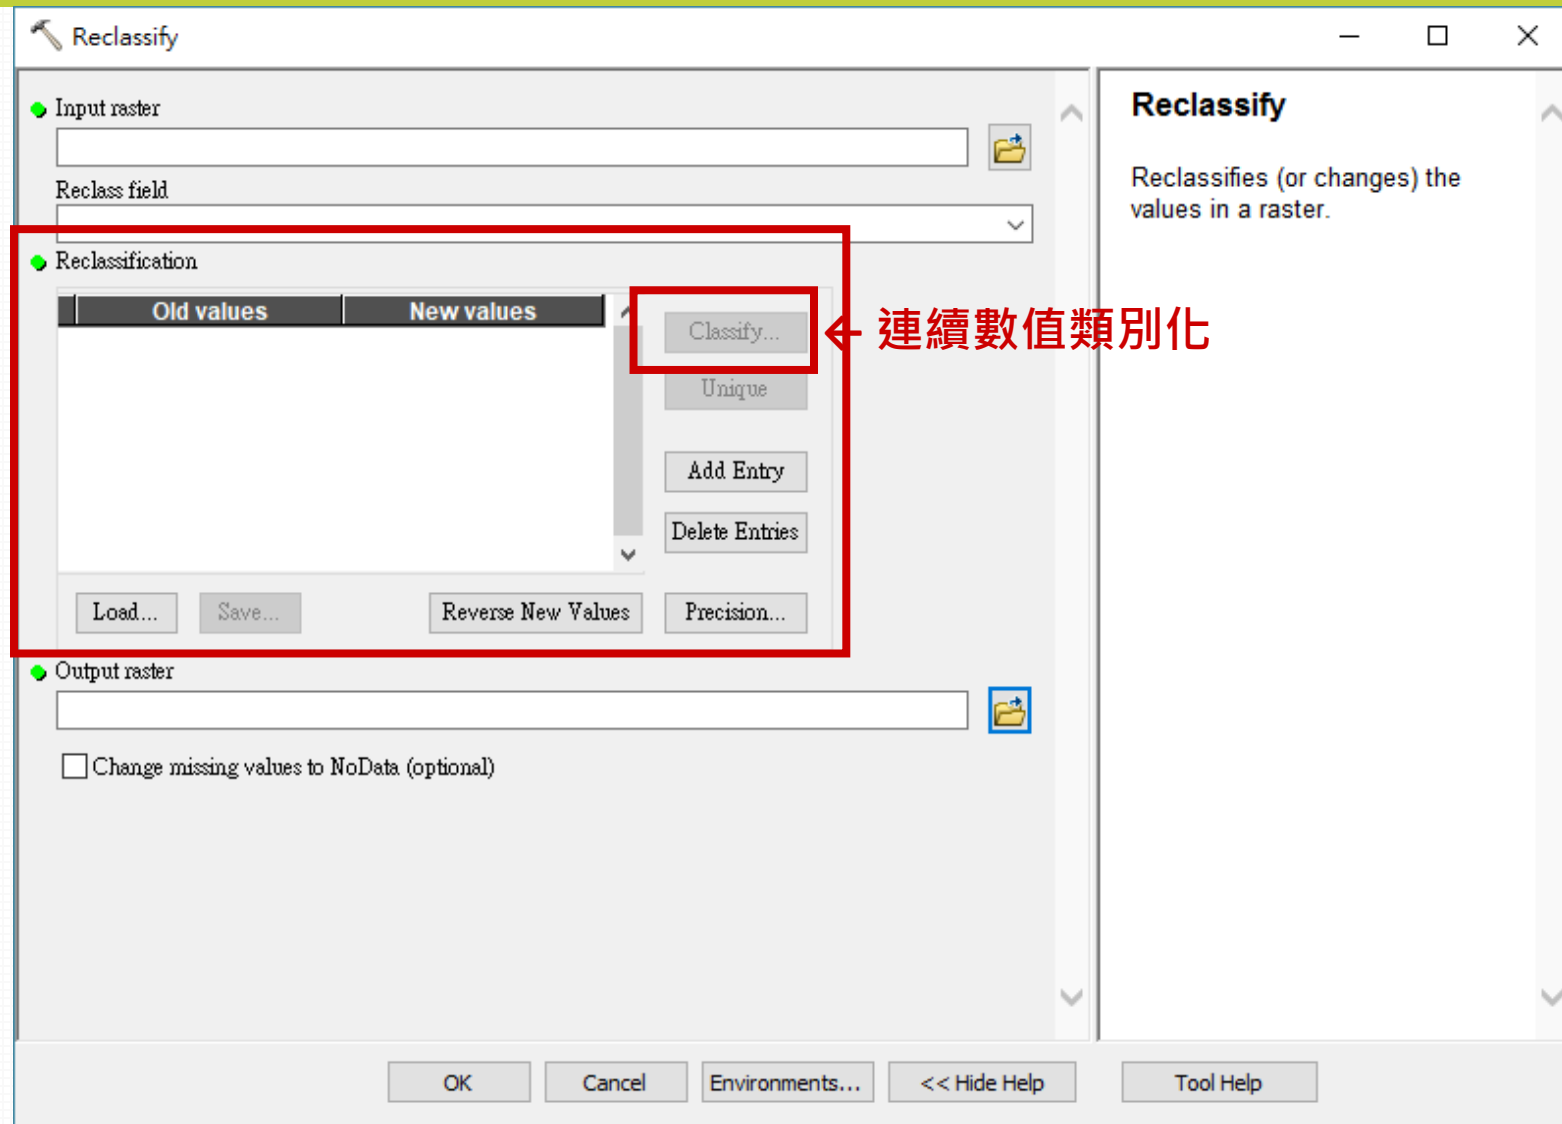 Reclassify
Input raster
Reclass field
Reclassification
Old values New values
Classify...
← 連續數值類別化
Unique
Add Entry
Delete Entries
Load... Save... Reverse New Values Precision...
Output raster
Change missing values to NoData (optional)
Reclassify
Reclassifies (or changes) the
values in a raster.
OK Cancel Environments... << Hide Help Tool Help